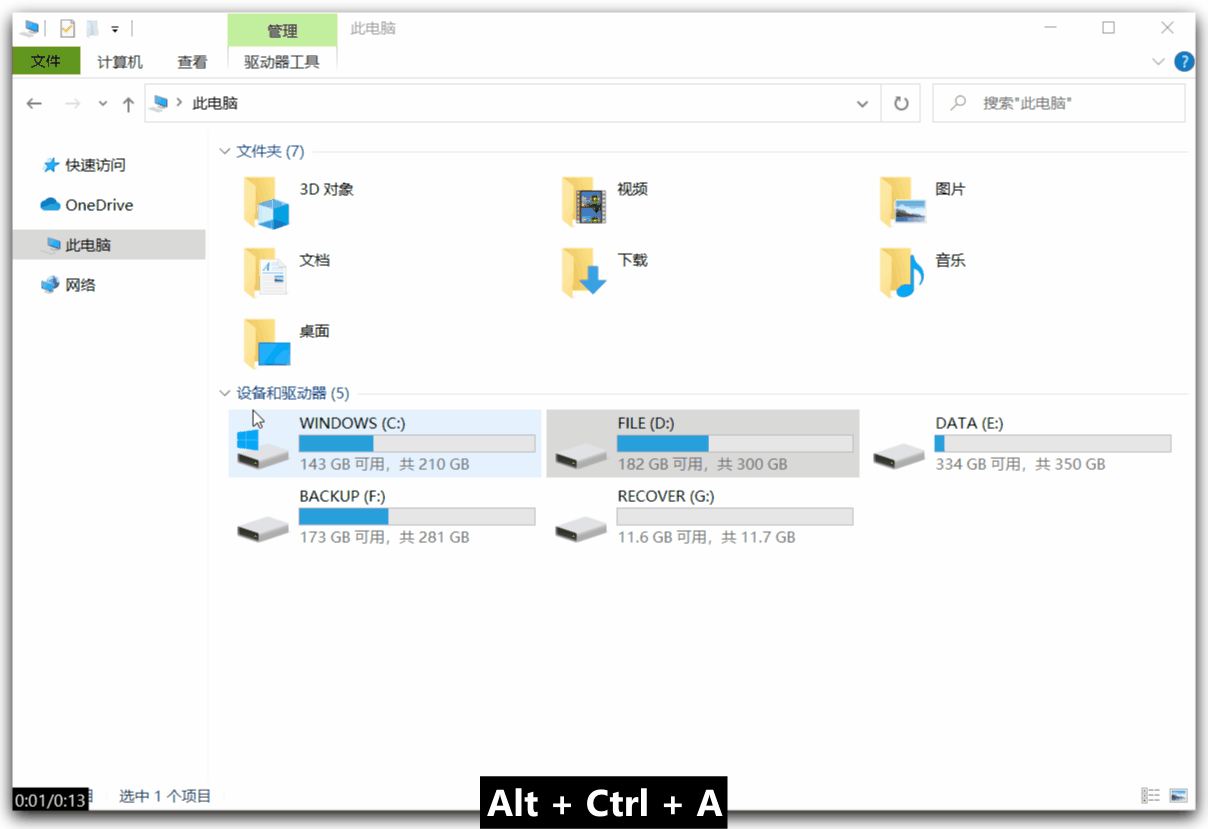 管理
此电脑
文件
计算机
查看
驱动器工具
?
此电脑
搜索"此电脑"
快速访问
OneDrive
此电脑
网络
文件夹 (7)
3D 对象
视频
图片
文档
下载
音乐
桌面
设备和驱动器 (5)
WINDOWS (C:)
143 GB 可用，共 210 GB
FILE (D:)
182 GB 可用，共 300 GB
DATA (E:)
334 GB 可用，共 350 GB
BACKUP (F:)
173 GB 可用，共 281 GB
RECOVER (G:)
11.6 GB 可用，共 11.7 GB
0:01/0:13
选中 1 个项目
Alt + Ctrl + A